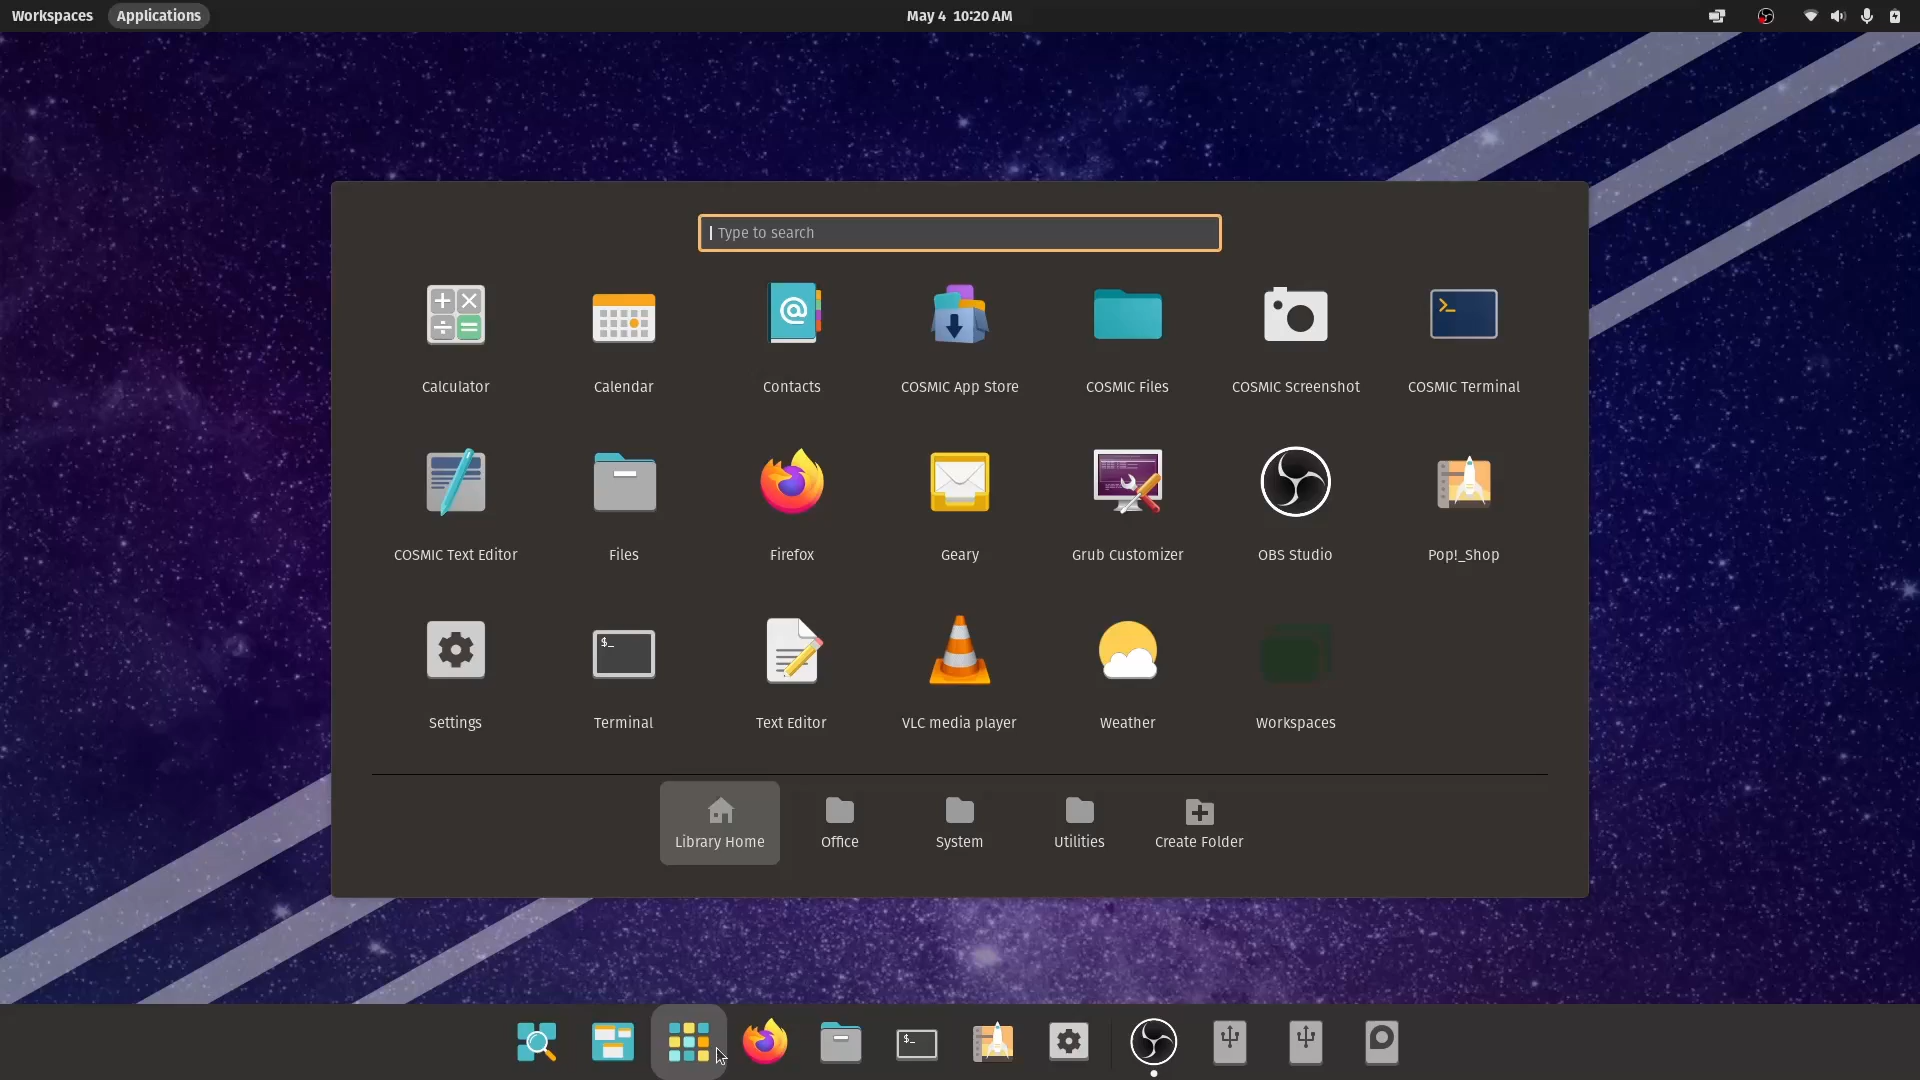 Workspaces Applications May 4 10:20 AM
Type to search
Calculator Calendar Contacts COSMIC App Store COSMIC Files COSMIC Screenshot COSMIC Terminal
COSMIC Text Editor Files Firefox Geary Grub Customizer OBS Studio Pop!_Shop
$_
Settings Terminal Text Editor VLC media player Weather Workspaces
Library Home Office System Utilities Create Folder
$_